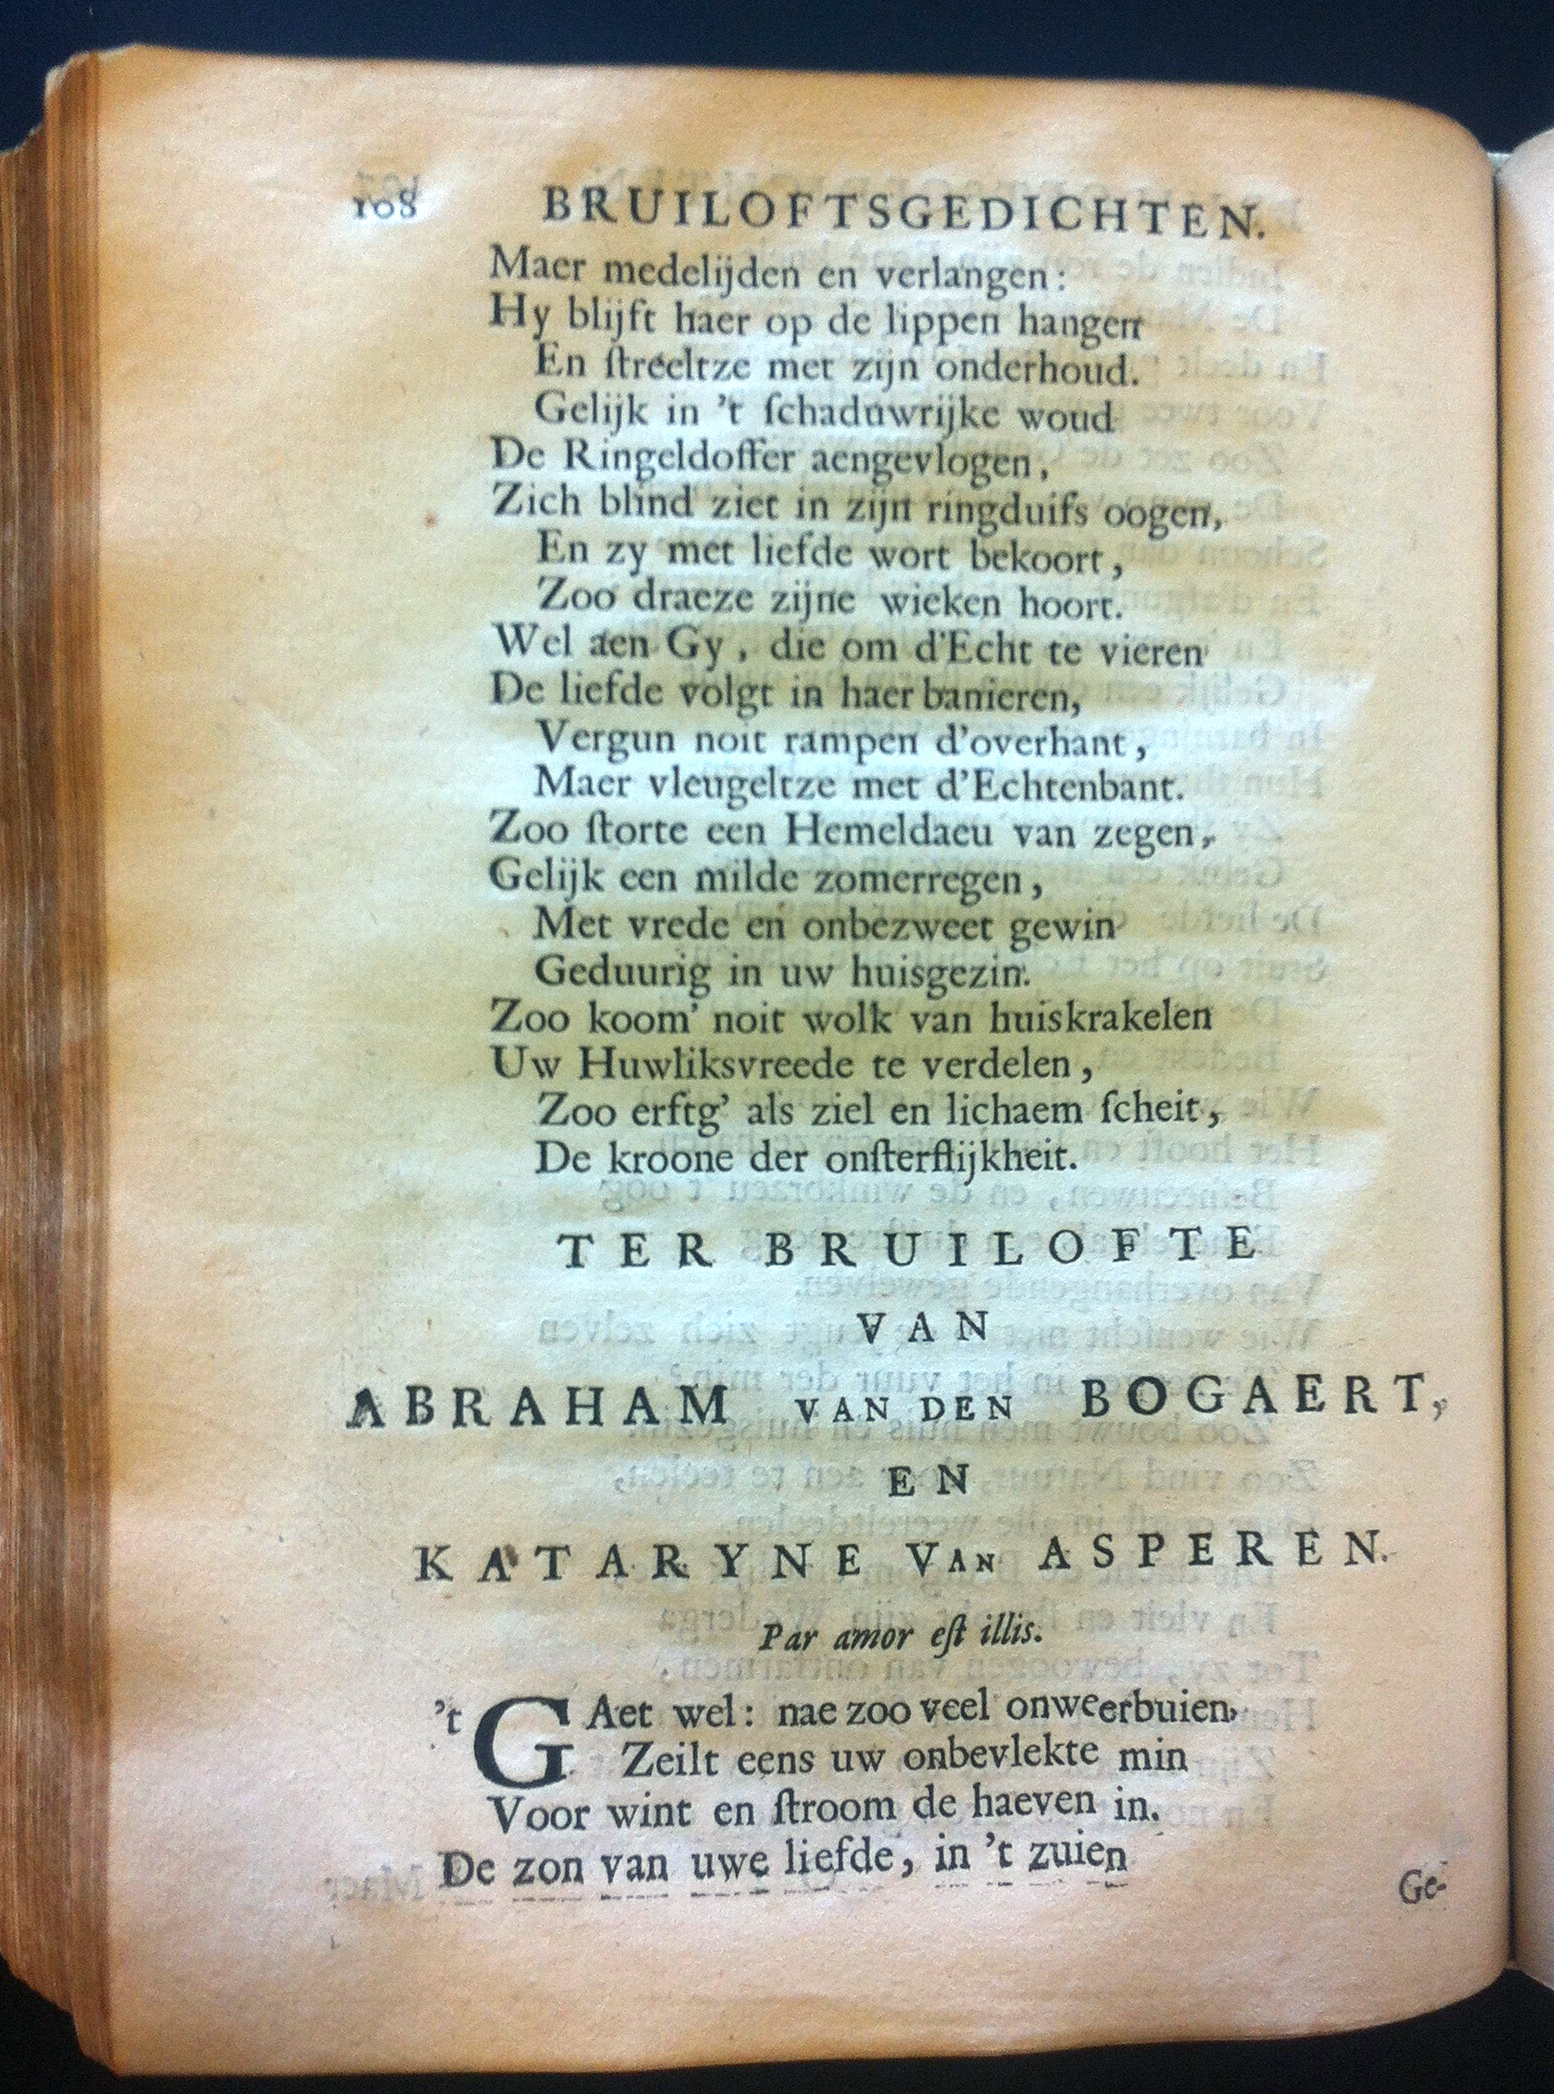 108 BRUILOFTSGEDICHTEN.
Maer medelijden en verlangen:
Hy blijft haer op de lippen hangen
En ſtreeltze met zijn onderhoud.
Gelijk in 't ſchaduwrijke woud
De Ringeldoffer aengevlogen,
Zich blind ziet in zijn ringduifs oogen,
En zy met liefde wort bekoort,
Zoo draeze zijne wieken hoort.
Wel aen Gy, die om d'Echt te vieren
De liefde volgt in haer banieren,
Vergun noit rampen d'overhant,
Maer vleugeltze met d'Echtenbant.
Zoo ſtorte een Hemeldaeu van zegen,
Gelijk een milde zomerregen,
Met vrede en onbezweet gewin
Geduurig in uw huisgezin.
Zoo koom' noit wolk van huiskrakelen
Uw Huwliksvreede te verdelen,
Zoo erftg' als ziel en lichaem ſcheit,
De kroone der onſterflijkheit.
TER BRUILOFTE
VAN
ABRAHAM VAN DEN BOGAERT,
EN
KATARYNE VAN ASPEREN.
Par amor eſt illis.
't GAet wel: nae zoo veel onweerbuien,
Zeilt eens uw onbevlekte min
Voor wint en ſtroom de haeven in.
De zon van uwe liefde, in 't zuien
Ge-